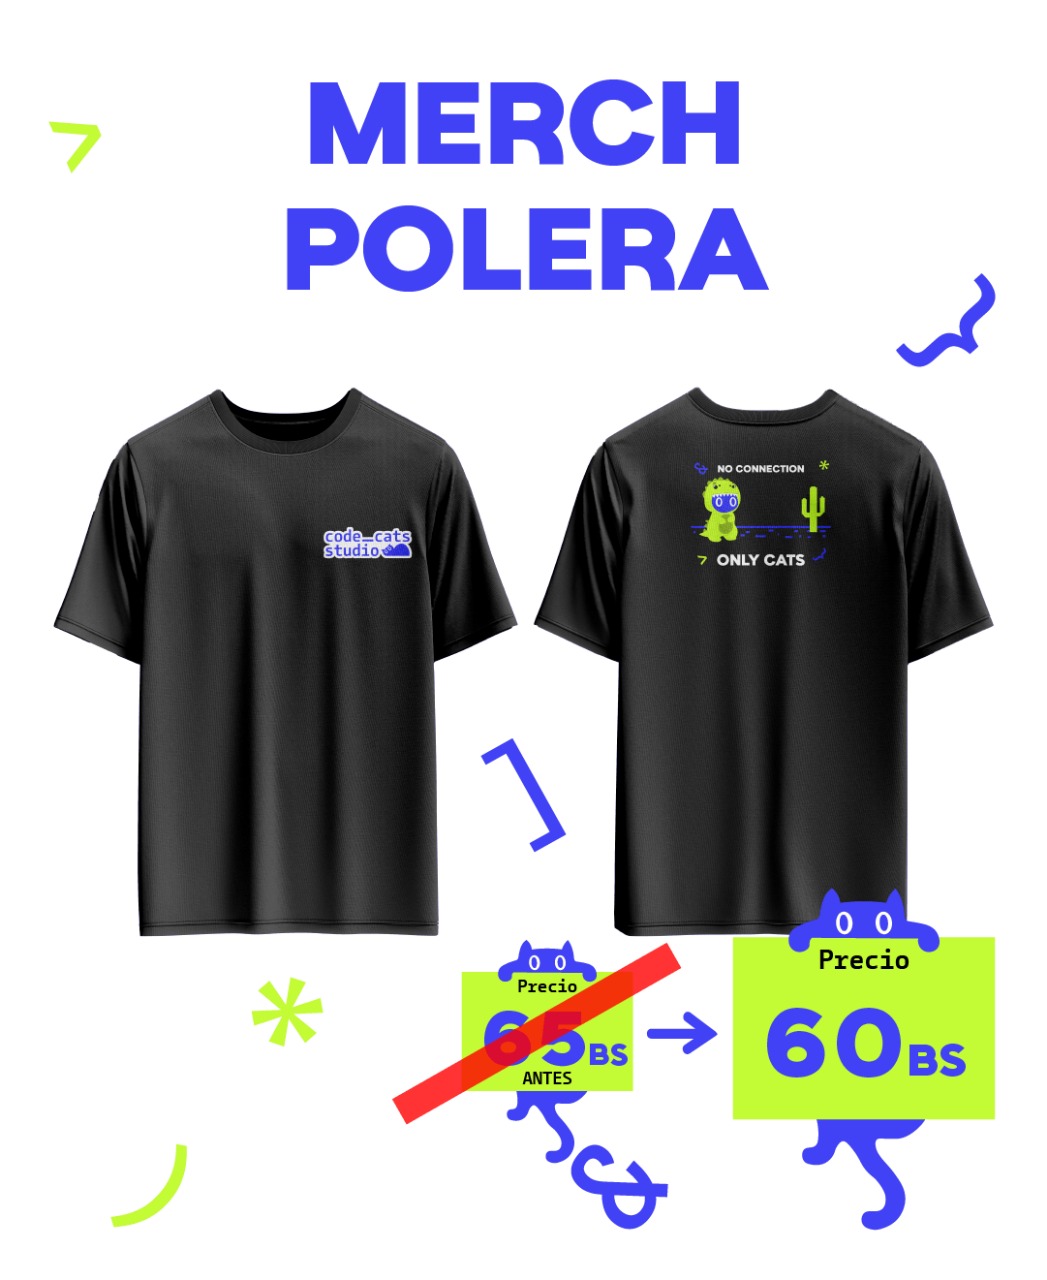 MERCH
POLERA
code_cats
studio
NO CONNECTION
ONLY CATS
Precio
65BS
ANTES
Precio
60BS